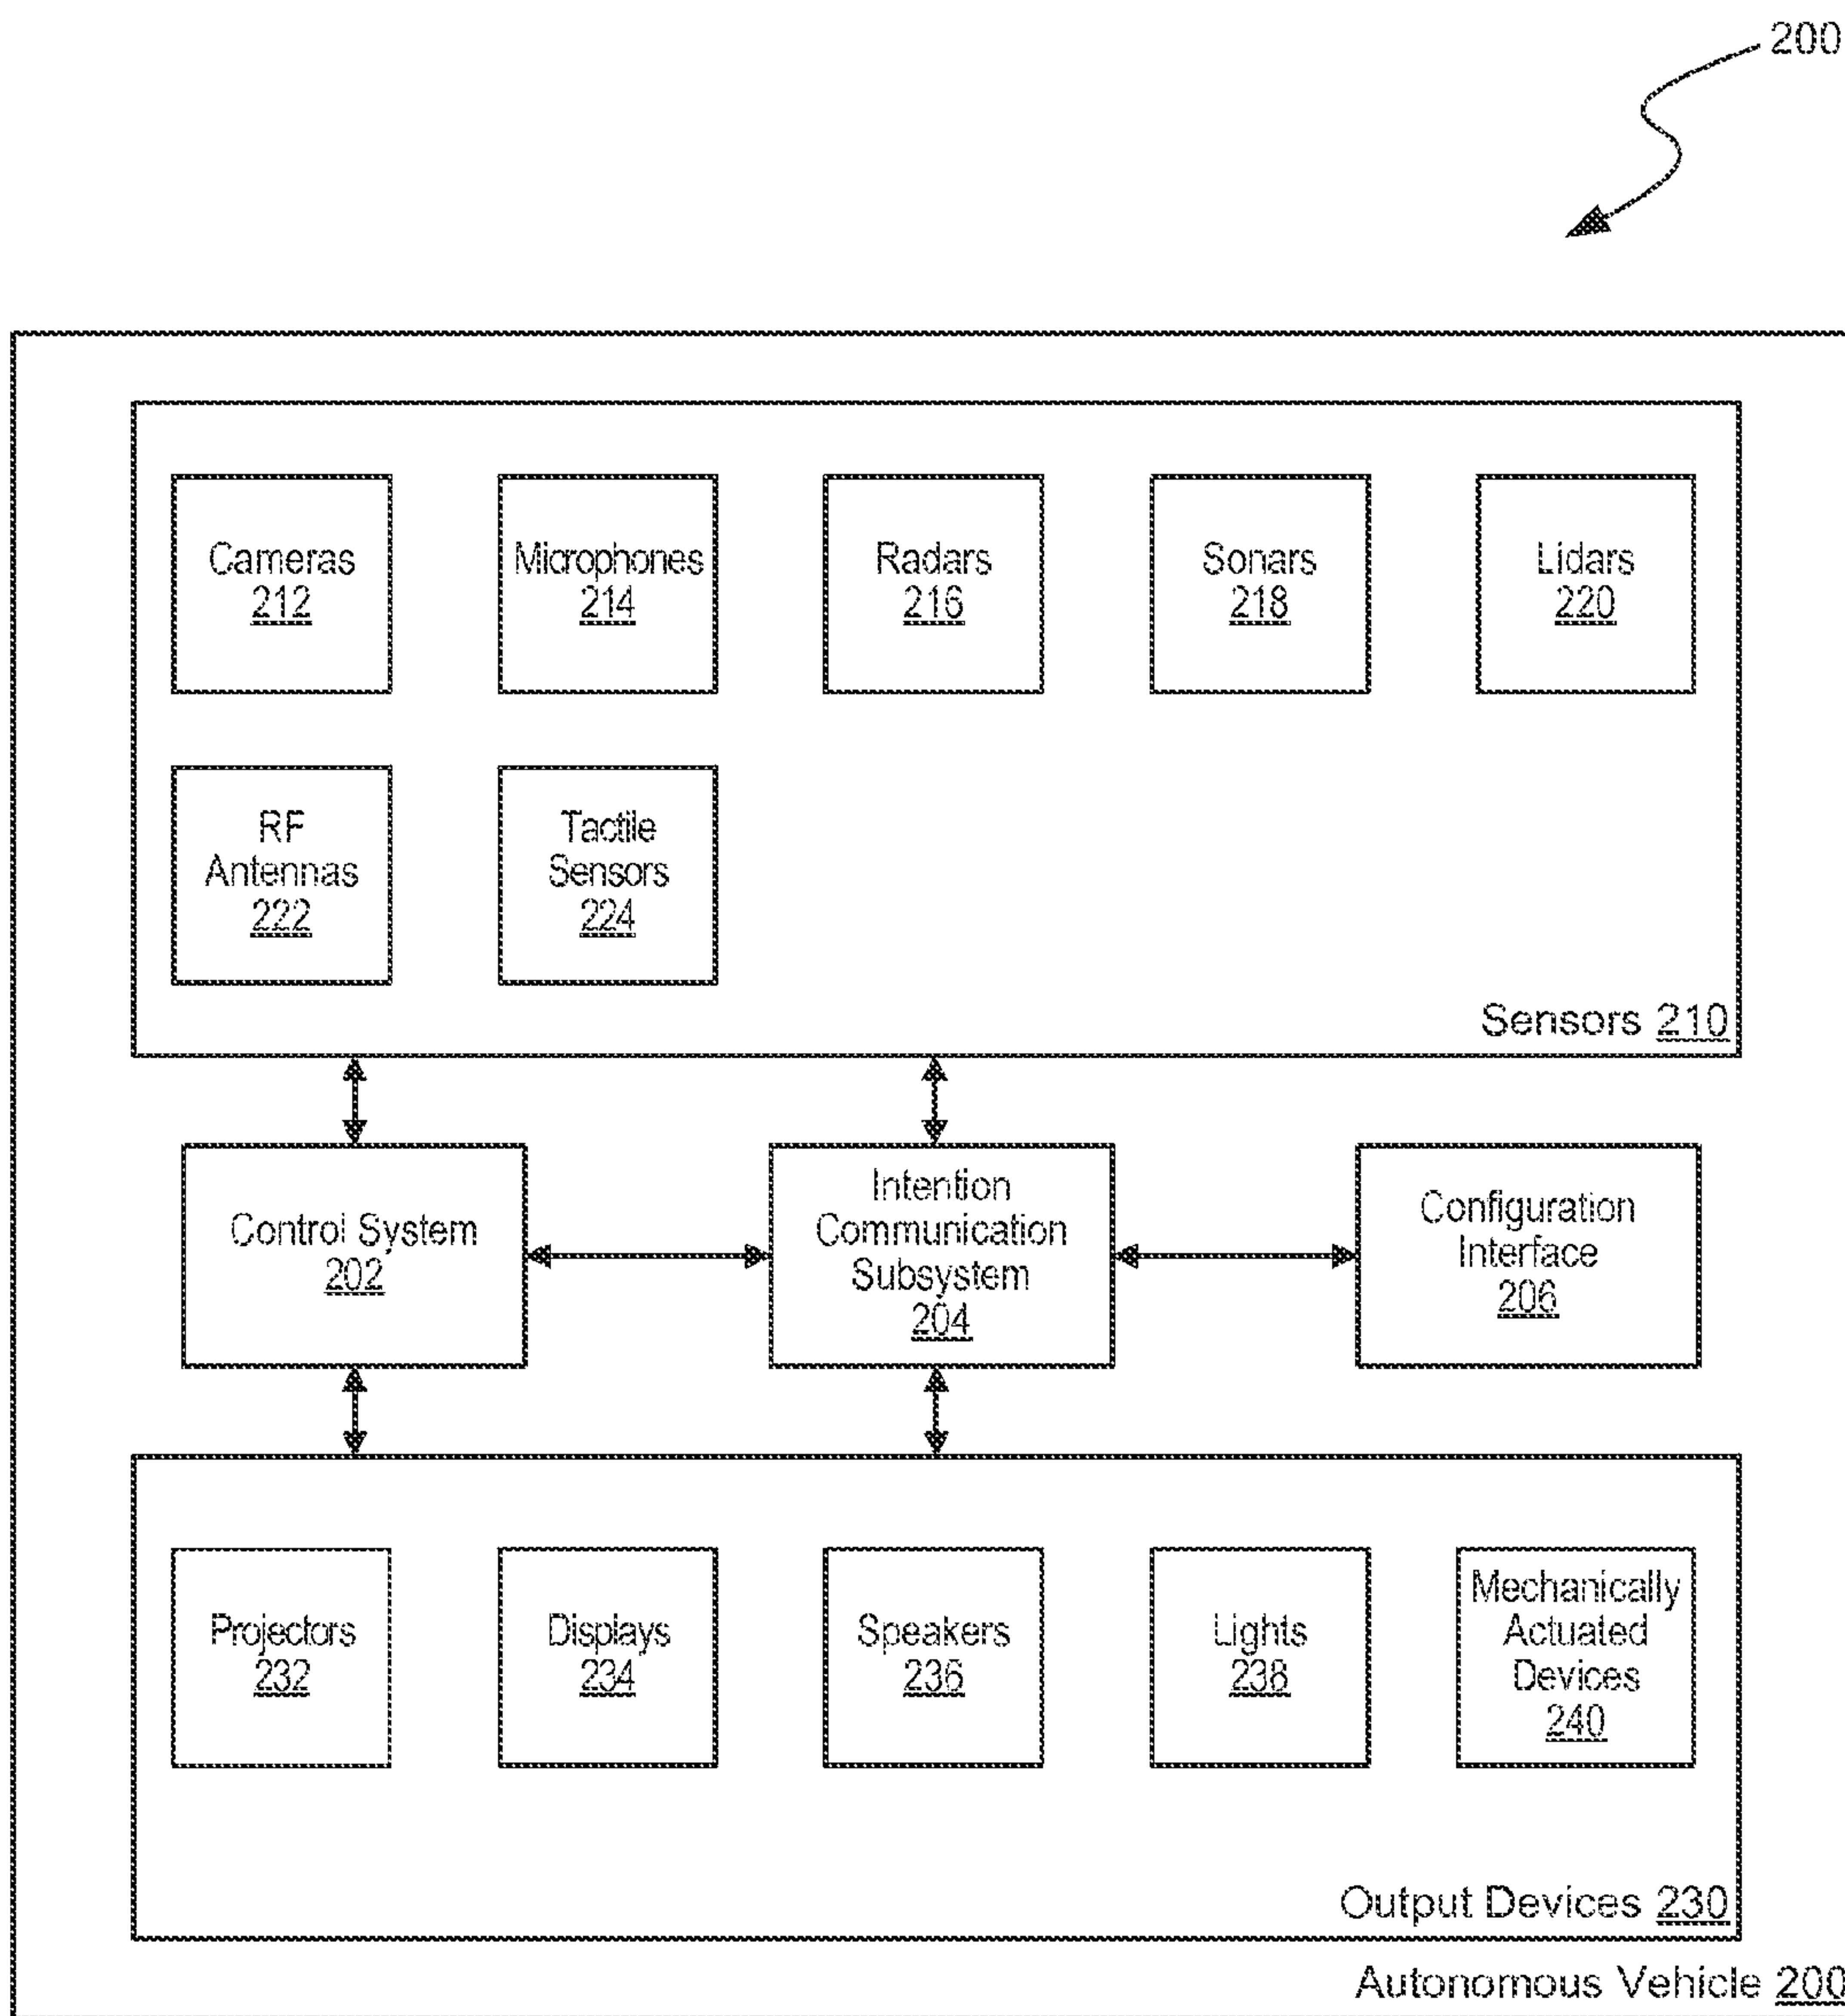 200
Cameras
212
Microphones
214
Radars
216
Sonars
218
Lidars
220
RF
Antennas
222
Tactile
Sensors
224
Sensors 210
Control System
202
Intention
Communication
Subsystem
204
Configuration
Interface
206
Projectors
232
Displays
234
Speakers
236
Lights
238
Mechanically
Actuated
Devices
240
Output Devices 230
Autonomous Vehicle 200